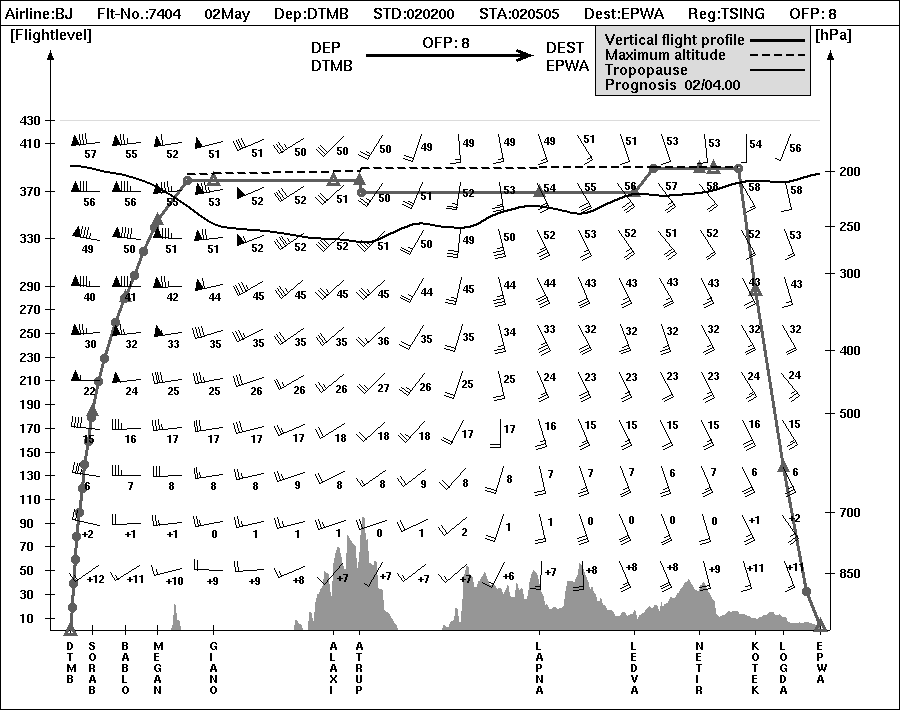 Airline:BJ Flt-No.:7404 02May Dep:DTMB STD:020200 STA:020505 Dest:EPWA Reg:TSING OFP: 8
[Flightlevel] DEP DTMB OFP: 8 DEST EPWA [hPa]
Vertical flight profile
Maximum altitude
Tropopause
Prognosis 02/04.00
430
410 57 55 52 51 51 50 50 50 49 49 49 49 51 51 53 53 54 56
200
370 56 56 55 53 52 52 51 50 51 52 53 54 55 56 57 58 58 58
250
330 49 50 51 51 52 52 52 51 50 49 50 52 53 52 51 52 52 53
300
290 40 41 42 44 45 45 45 45 44 45 44 44 43 43 43 43 43 43
270
250 30 32 33 35 35 35 35 36 35 35 34 33 32 32 32 32 32 32
230 400
210 22 24 25 25 26 26 26 27 26 25 25 24 23 23 23 23 24 24
190 500
170 15 16 17 17 17 17 18 18 18 17 17 16 15 15 15 15 16 15
150
130 6 7 8 8 8 9 8 8 9 8 8 7 7 7 6 7 6 6
110
90 +2 +1 +1 0 1 1 1 0 1 2 1 1 0 0 0 0 +1 +2
700
70
50 +12 +11 +10 +9 +9 +8 +7 +7 +7 +7 +6 +7 +8 +8 +8 +9 +11 +11
850
30
10
DTMB SORAB BABLO MEGAN GIANO ALAXI ATRUP LAPNA LEDVA NETIR KOTEK LOGDA EPWA